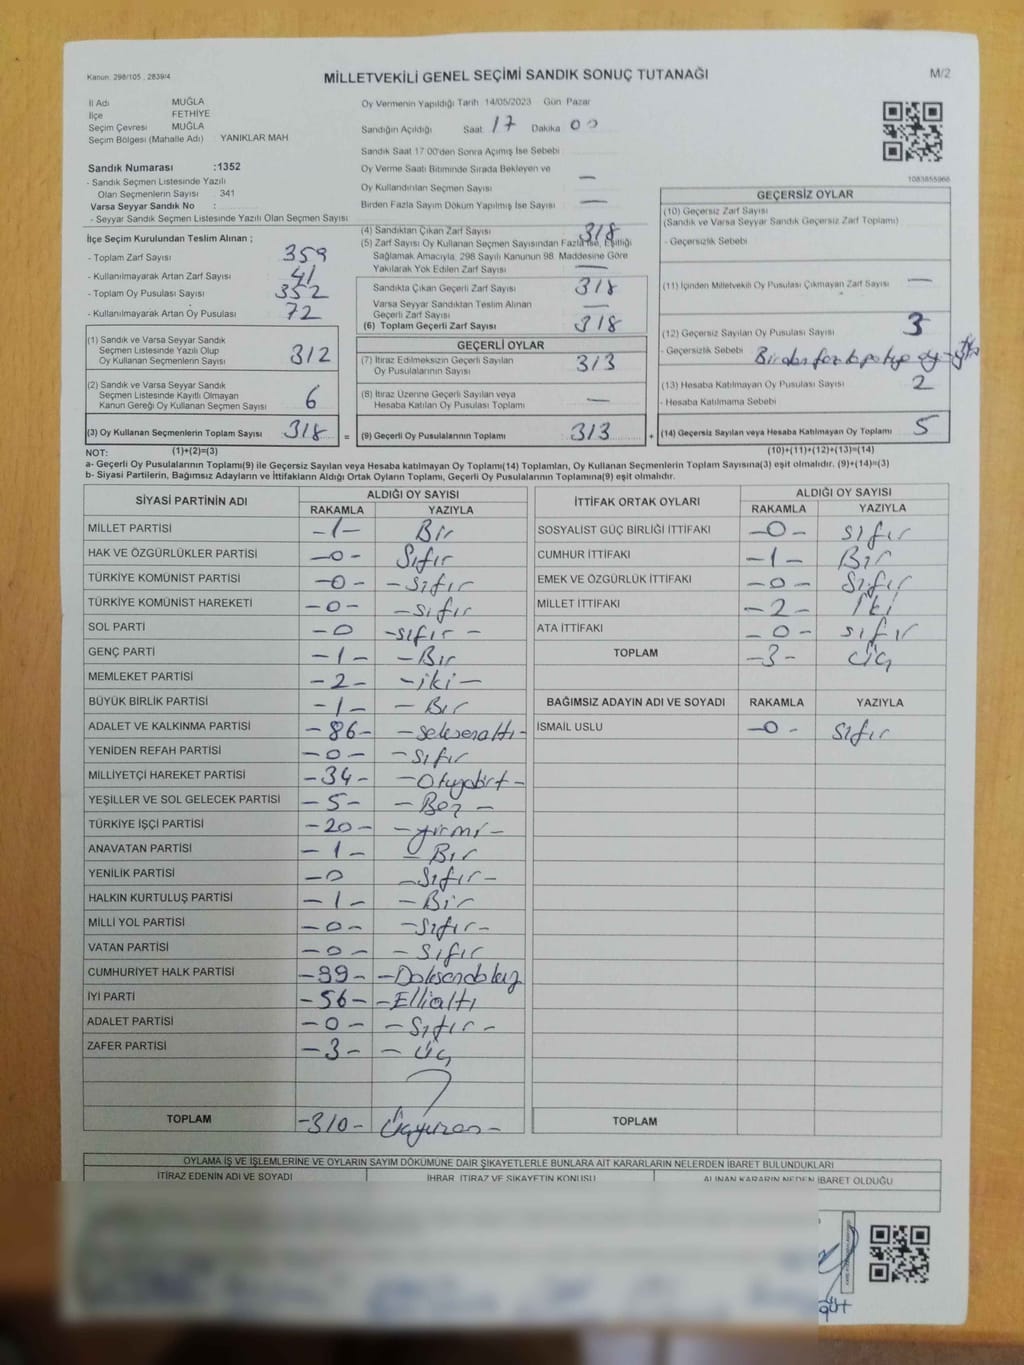 Kanun. 298/105 , 2839/4
MİLLETVEKİLİ GENEL SEÇİMİ SANDIK SONUÇ TUTANAĞI
M/2
İl Adı MUĞLA
İlçe FETHİYE
Seçim Çevresi MUĞLA
Seçim Bölgesi (Mahalle Adı) YANIKLAR MAH
Sandık Numarası :1352
- Sandık Seçmen Listesinde Yazılı
Olan Seçmenlerin Sayısı 341
Varsa Seyyar Sandık No :
- Seyyar Sandık Seçmen Listesinde Yazılı Olan Seçmen Sayısı
İlçe Seçim Kurulundan Teslim Alınan ;
- Toplam Zarf Sayısı 359
- Kullanılmayarak Artan Zarf Sayısı 41
- Toplam Oy Pusulası Sayısı 352
- Kullanılmayarak Artan Oy Pusulası 72
(1) Sandık ve Varsa Seyyar Sandık
Seçmen Listesinde Yazılı Olup
Oy Kullanan Seçmenlerin Sayısı 312
(2) Sandık ve Varsa Seyyar Sandık
Seçmen Listesinde Kayıtlı Olmayan
Kanun Gereği Oy Kullanan Seçmen Sayısı 6
(3) Oy Kullanan Seçmenlerin Toplam Sayısı 318 =
Oy Vermenin Yapıldığı Tarih 14/05/2023 Gün Pazar
Sandığın Açıldığı Saat 17 Dakika 00
Sandık Saat 17:00'den Sonra Açımış İse Sebebi
Oy Verme Saati Bitiminde Sırada Bekleyen ve
Oy Kullandırılan Seçmen Sayısı —
Birden Fazla Sayım Döküm Yapılmış İse Sayısı —
(4) Sandıktan Çıkan Zarf Sayısı 318
(5) Zarf Sayısı Oy Kullanan Seçmen Sayısından Fazla İse, Eşitliği
Sağlamak Amacıyla, 298 Sayılı Kanunun 98. Maddesine Göre
Yakılarak Yok Edilen Zarf Sayısı —
Sandıkta Çıkan Geçerli Zarf Sayısı 318
Varsa Seyyar Sandıktan Teslim Alınan
Geçerli Zarf Sayısı —
(6) Toplam Geçerli Zarf Sayısı 318
GEÇERLİ OYLAR
(7) İtiraz Edilmeksizin Geçerli Sayılan
Oy Pusulalarının Sayısı 313
(8) İtiraz Üzerine Geçerli Sayılan veya
Hesaba Katılan Oy Pusulası Toplamı —
(9) Geçerli Oy Pusulalarının Toplamı 313 +
1083855966
GEÇERSİZ OYLAR
(10) Geçersiz Zarf Sayısı
(Sandık ve Varsa Seyyar Sandık Geçersiz Zarf Toplamı)
- Geçersizlik Sebebi
(11) İçinden Milletvekili Oy Pusulası Çıkmayan Zarf Sayısı —
(12) Geçersiz Sayılan Oy Pusulası Sayısı 3
- Geçersizlik Sebebi
(13) Hesaba Katılmayan Oy Pusulası Sayısı 2
- Hesaba Katılmama Sebebi
(14) Geçersiz Sayılan veya Hesaba Katılmayan Oy Toplamı 5
NOT: (1)+(2)=(3) (10)+(11)+(12)+(13)=(14)
a- Geçerli Oy Pusulalarının Toplamı(9) ile Geçersiz Sayılan veya Hesaba katılmayan Oy Toplamı(14) Toplamları, Oy Kullanan Seçmenlerin Toplam Sayısına(3) eşit olmalıdır. (9)+(14)=(3)
b- Siyasi Partilerin, Bağımsız Adayların ve İttifakların Aldığı Ortak Oyların Toplamı, Geçerli Oy Pusulalarının Toplamına(9) eşit olmalıdır.
SİYASİ PARTİNİN ADI ALDIĞI OY SAYISI
RAKAMLA YAZIYLA
MİLLET PARTİSİ -1- Bir
HAK VE ÖZGÜRLÜKLER PARTİSİ -0- Sıfır
TÜRKİYE KOMÜNİST PARTİSİ -0- -Sıfır
TÜRKİYE KOMÜNİST HAREKETİ -0- -Sıfır
SOL PARTİ -0 -sıfır-
GENÇ PARTİ -1- -Bır
MEMLEKET PARTİSİ -2- -iki-
BÜYÜK BİRLİK PARTİSİ -1- -Bır
ADALET VE KALKINMA PARTİSİ -86- -seksenaltı-
YENİDEN REFAH PARTİSİ -0- -sıfır
MİLLİYETÇİ HAREKET PARTİSİ -34- -Otuzdört-
YEŞİLLER VE SOL GELECEK PARTİSİ -5- -Beş-
TÜRKİYE İŞÇİ PARTİSİ -20- -yirmi-
ANAVATAN PARTİSİ -1- -Bır
YENİLİK PARTİSİ -0 -Sıfır-
HALKIN KURTULUŞ PARTİSİ -1- -Bir
MİLLİ YOL PARTİSİ -0- -Sıfır-
VATAN PARTİSİ -0- -Sıfır
CUMHURİYET HALK PARTİSİ -99- -Doksandokuz
İYİ PARTİ -56- -Ellialtı
ADALET PARTİSİ -0- -Sıfır-
ZAFER PARTİSİ -3- -üç
TOPLAM -310- Üçyüzon-
İTTİFAK ORTAK OYLARI ALDIĞI OY SAYISI
RAKAMLA YAZIYLA
SOSYALİST GÜÇ BİRLİĞİ İTTİFAKI -0- sıfır
CUMHUR İTTİFAKI -1- Bir
EMEK VE ÖZGÜRLÜK İTTİFAKI -0- Sıfır
MİLLET İTTİFAKI -2- İki
ATA İTTİFAKI -0- sıfır
TOPLAM -3- üç
BAĞIMSIZ ADAYIN ADI VE SOYADI RAKAMLA YAZIYLA
İSMAİL USLU -0- sıfır
TOPLAM
OYLAMA İŞ VE İŞLEMLERİNE VE OYLARIN SAYIM DÖKÜMÜNE DAİR ŞİKAYETLERLE BUNLARA AİT KARARLARIN NELERDEN İBARET BULUNDUKLARI
İTİRAZ EDENİN ADI VE SOYADI İHBAR, İTİRAZ VE ŞİKAYETİN KONUSU ALINAN KARARIN NEDEN İBARET OLDUĞU